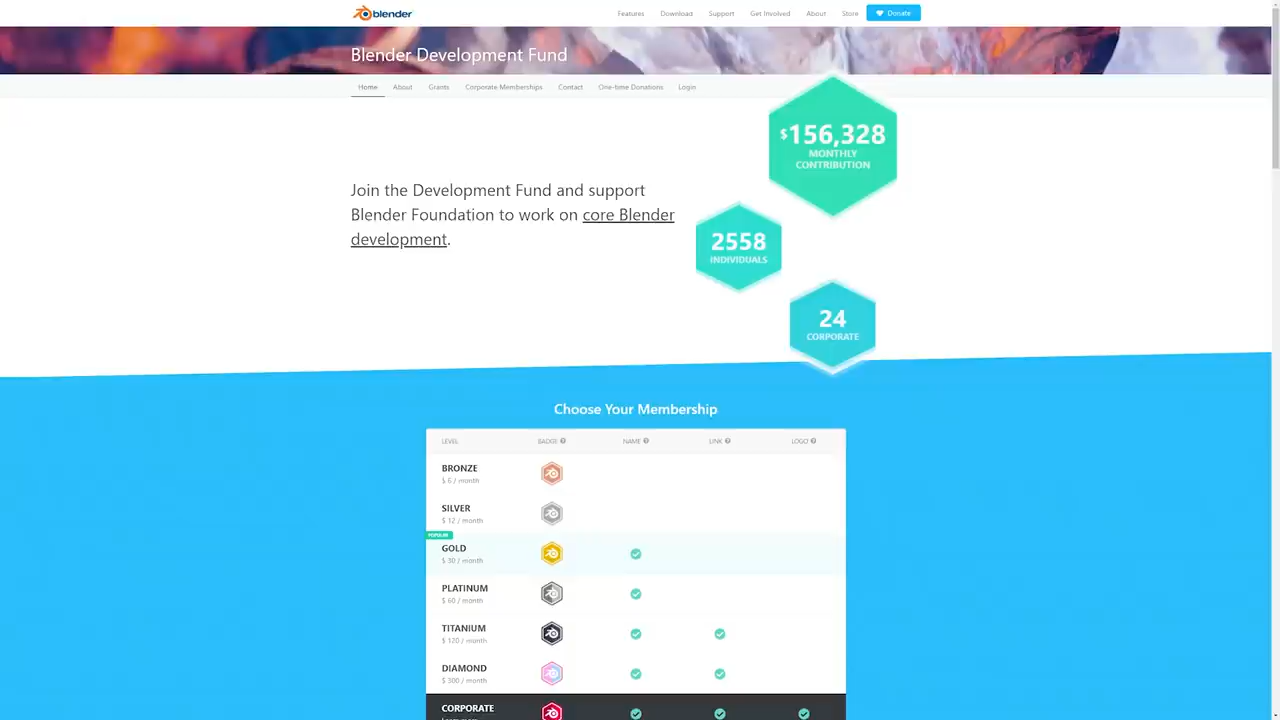 blender
Features Download Support Get Involved About Store Donate
Blender Development Fund
Home About Grants Corporate Memberships Contact One-time Donations Login
$156,328
MONTHLY
CONTRIBUTION
Join the Development Fund and support
Blender Foundation to work on core Blender
development.
2558
INDIVIDUALS
24
CORPORATE
Choose Your Membership
LEVEL BADGE NAME LINK LOGO
BRONZE
$ 6 / month
SILVER
$ 12 / month
POPULAR
GOLD
$ 30 / month
PLATINUM
$ 60 / month
TITANIUM
$ 120 / month
DIAMOND
$ 300 / month
CORPORATE